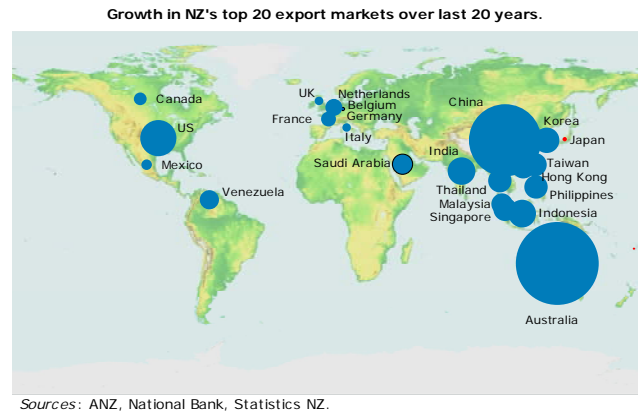 Growth in NZ's top 20 export markets over last 20 years.
UK
Netherlands
Canada
Belgium
China
Germany
France
Korea
US
Italy
Japan
India
Mexico
Saudi Arabia
Taiwan
Hong Kong
Venezuela
Thailand
Philippines
Malaysia
Singapore
Indonesia
Australia
Sources: ANZ, National Bank, Statistics NZ.